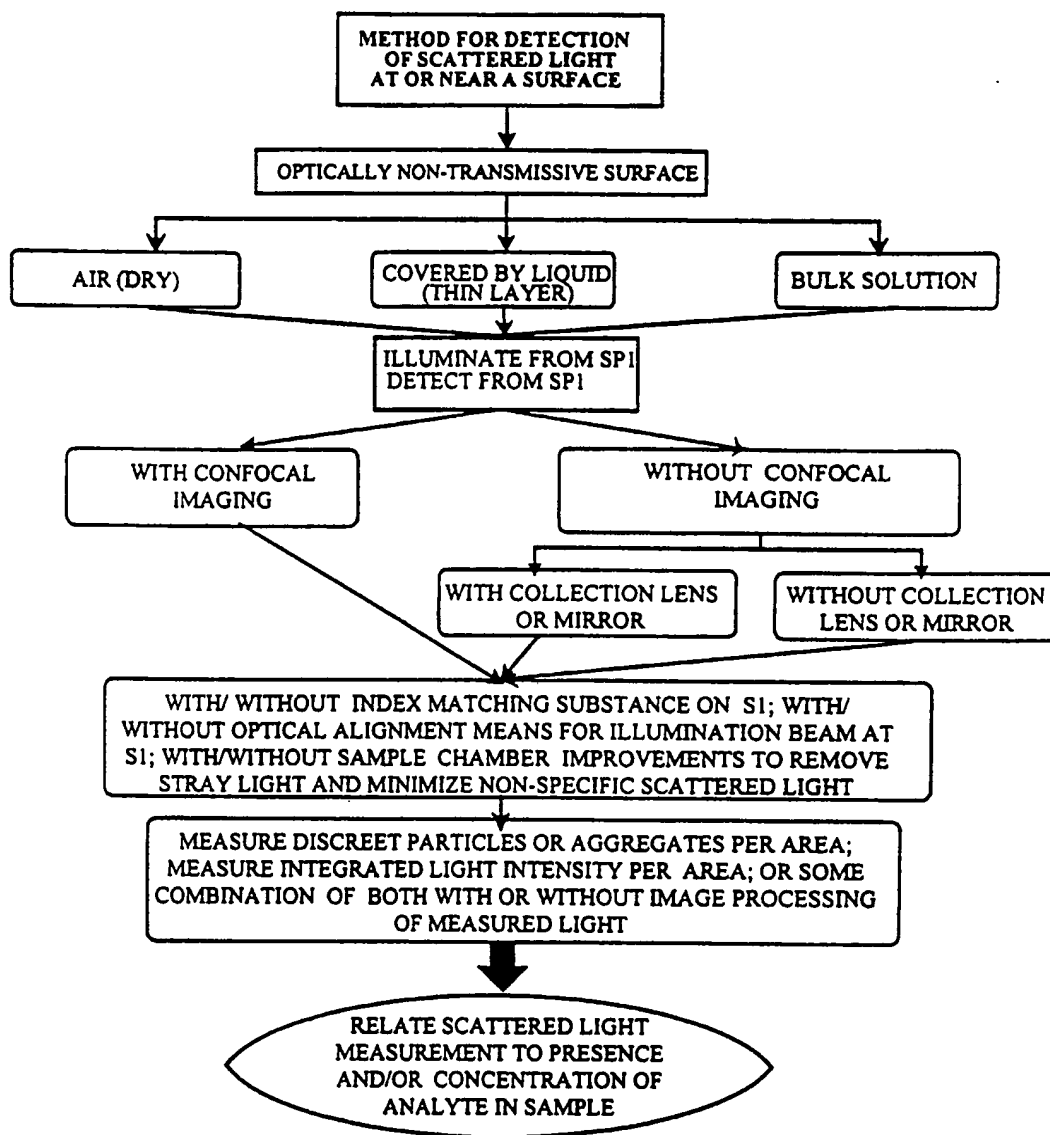 METHOD FOR DETECTION
OF SCATTERED LIGHT
AT OR NEAR A SURFACE
OPTICALLY NON-TRANSMISSIVE SURFACE
AIR (DRY)
COVERED BY LIQUID
(THIN LAYER)
BULK SOLUTION
ILLUMINATE FROM SP1
DETECT FROM SP1
WITH CONFOCAL
IMAGING
WITHOUT CONFOCAL
IMAGING
WITH COLLECTION LENS
OR MIRROR
WITHOUT COLLECTION
LENS OR MIRROR
WITH/ WITHOUT INDEX MATCHING SUBSTANCE ON S1; WITH/
WITHOUT OPTICAL ALIGNMENT MEANS FOR ILLUMINATION BEAM AT
S1; WITH/WITHOUT SAMPLE CHAMBER IMPROVEMENTS TO REMOVE
STRAY LIGHT AND MINIMIZE NON-SPECIFIC SCATTERED LIGHT
MEASURE DISCREET PARTICLES OR AGGREGATES PER AREA;
MEASURE INTEGRATED LIGHT INTENSITY PER AREA; OR SOME
COMBINATION OF BOTH WITH OR WITHOUT IMAGE PROCESSING
OF MEASURED LIGHT
RELATE SCATTERED LIGHT
MEASUREMENT TO PRESENCE
AND/OR CONCENTRATION OF
ANALYTE IN SAMPLE